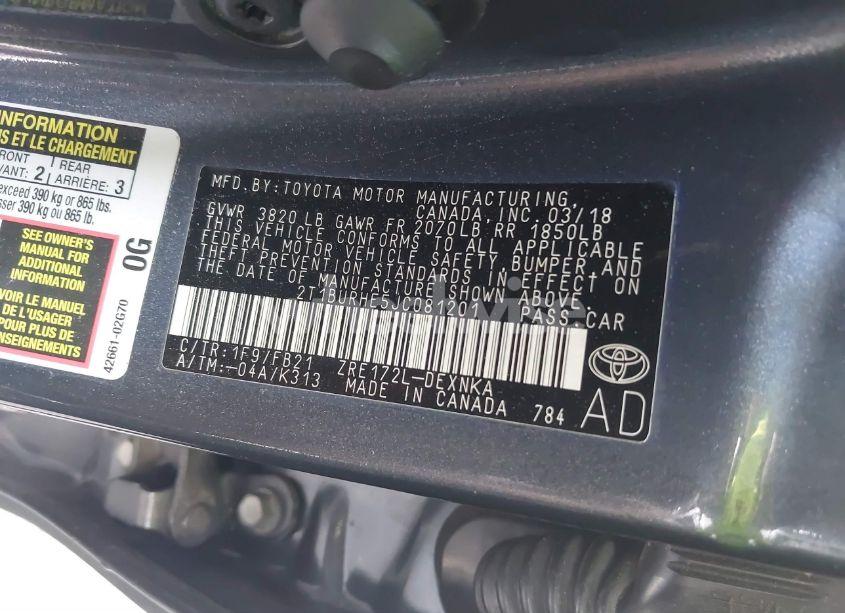 INFORMATION
S ET LE CHARGEMENT
FRONT
VANT: 2
REAR
ARRIÈRE: 3
exceed 390 kg or 865 lbs.
sser 390 kg ou 865 lb.
SEE OWNER'S
MANUAL FOR
ADDITIONAL
INFORMATION
VOIR LE MANUEL
DE L'USAGER
POUR PLUS DE
ENSEIGNEMENTS
0G
42661-02G70
MFD. BY: TOYOTA MOTOR MANUFACTURING,
CANADA, INC. 03/18
GVWR 3820 LB GAWR FR 2070LB RR 1850LB
THIS VEHICLE CONFORMS TO ALL APPLICABLE
FEDERAL MOTOR VEHICLE SAFETY, BUMPER, AND
THEFT PREVENTION STANDARDS IN EFFECT ON
THE DATE OF MANUFACTURE SHOWN ABOVE
2T1BURHE5JC081201 PASS.CAR
C/TR: 1F9/FB21 ZRE172L-DEXNKA
A/TM:-04A/K313 MADE IN CANADA 784
AD